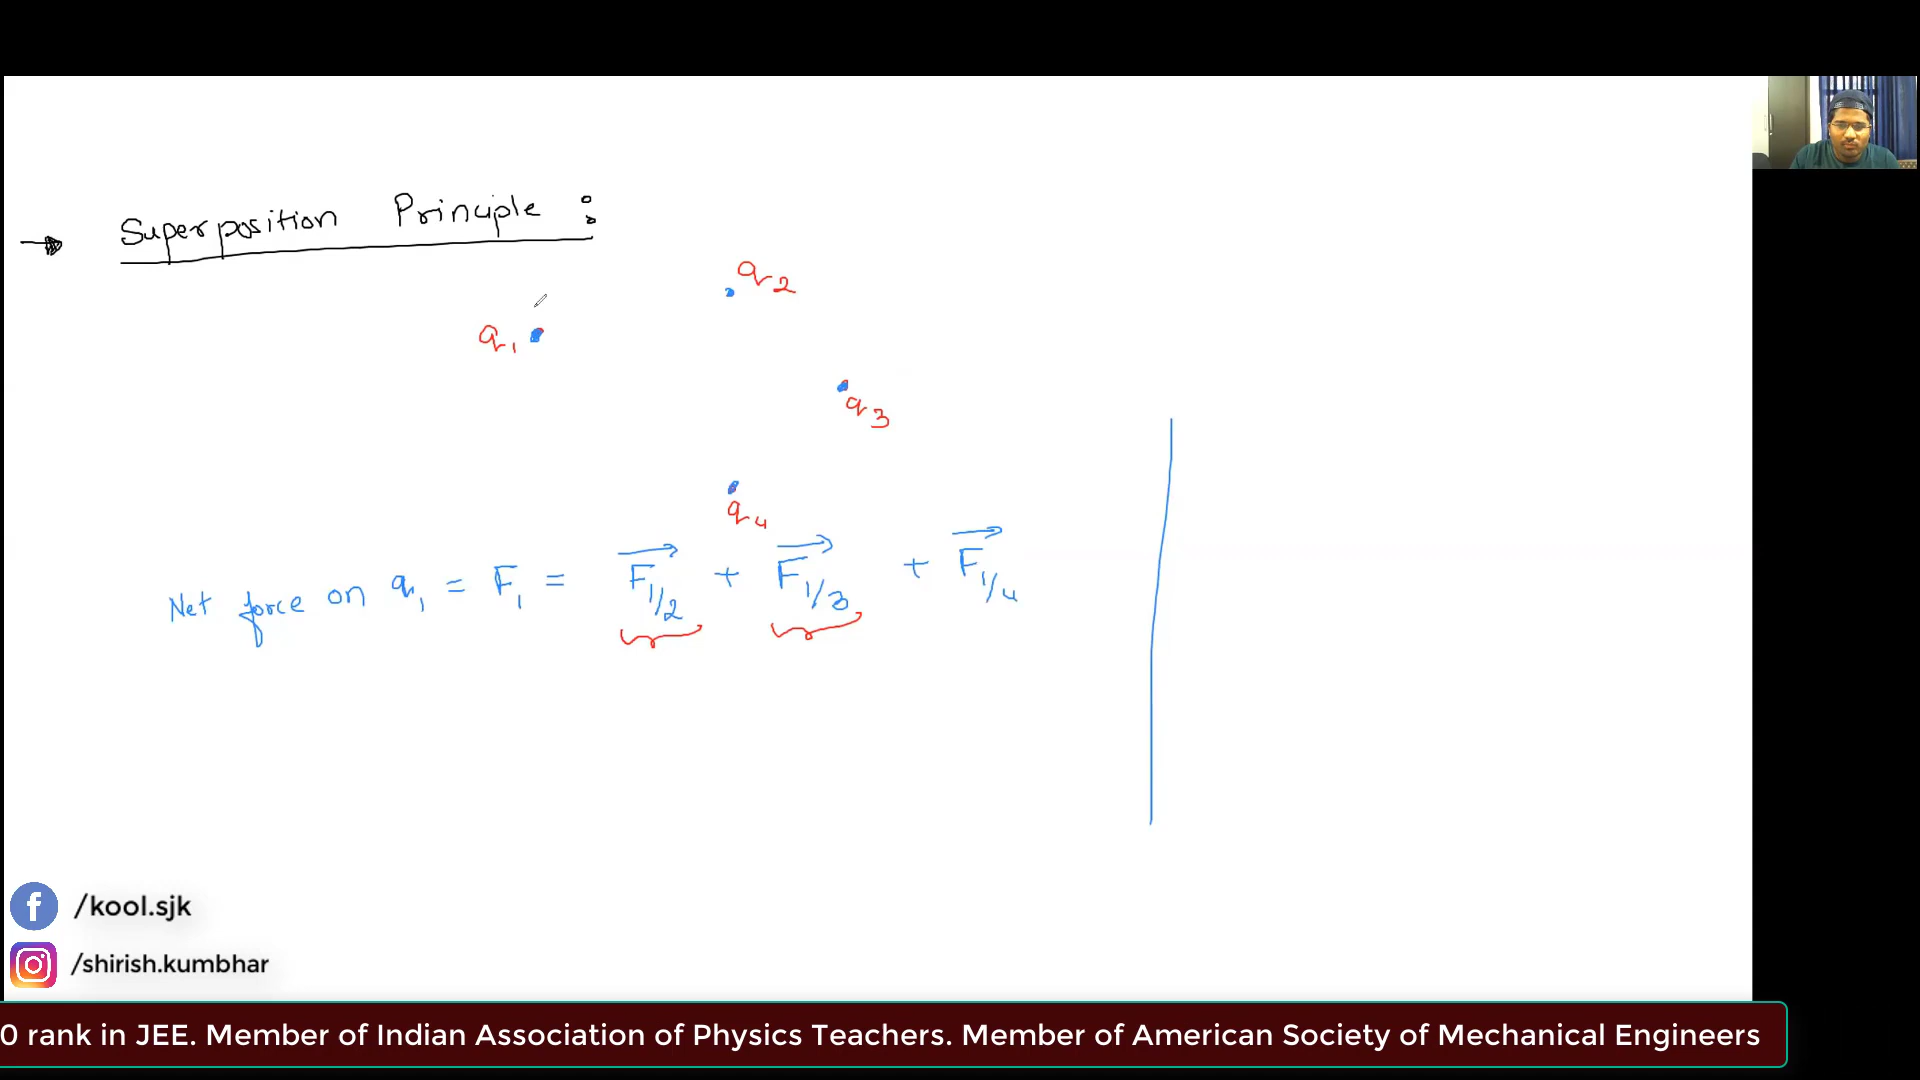 → Superposition Principle :
q2
q1
q3
q4
Net force on q1 = F1 = F1/2 + F1/3 + F1/4
/kool.sjk
/shirish.kumbhar
0 rank in JEE. Member of Indian Association of Physics Teachers. Member of American Society of Mechanical Engineers